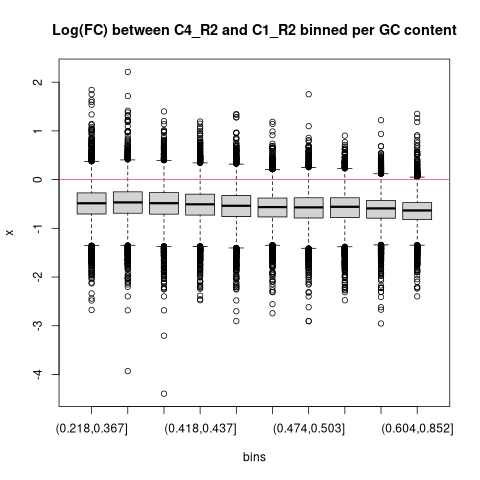 Log(FC) between C4_R2 and C1_R2 binned per GC content
2
1
0
-1
-2
-3
-4
x
(0.218,0.367] (0.418,0.437] (0.474,0.503] (0.604,0.852]
bins